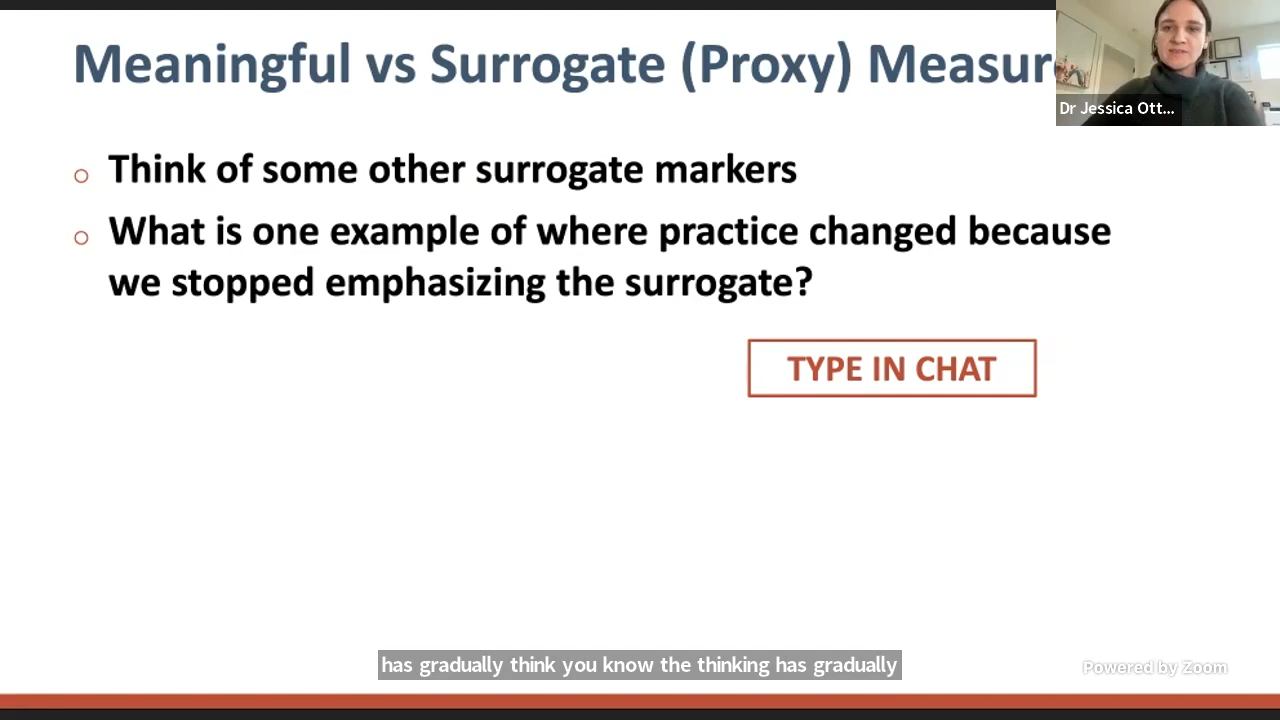 Meaningful vs Surrogate (Proxy) Measur
Dr Jessica Ott...
Think of some other surrogate markers
What is one example of where practice changed because
we stopped emphasizing the surrogate?
TYPE IN CHAT
has gradually think you know the thinking has gradually
Powered by Zoom